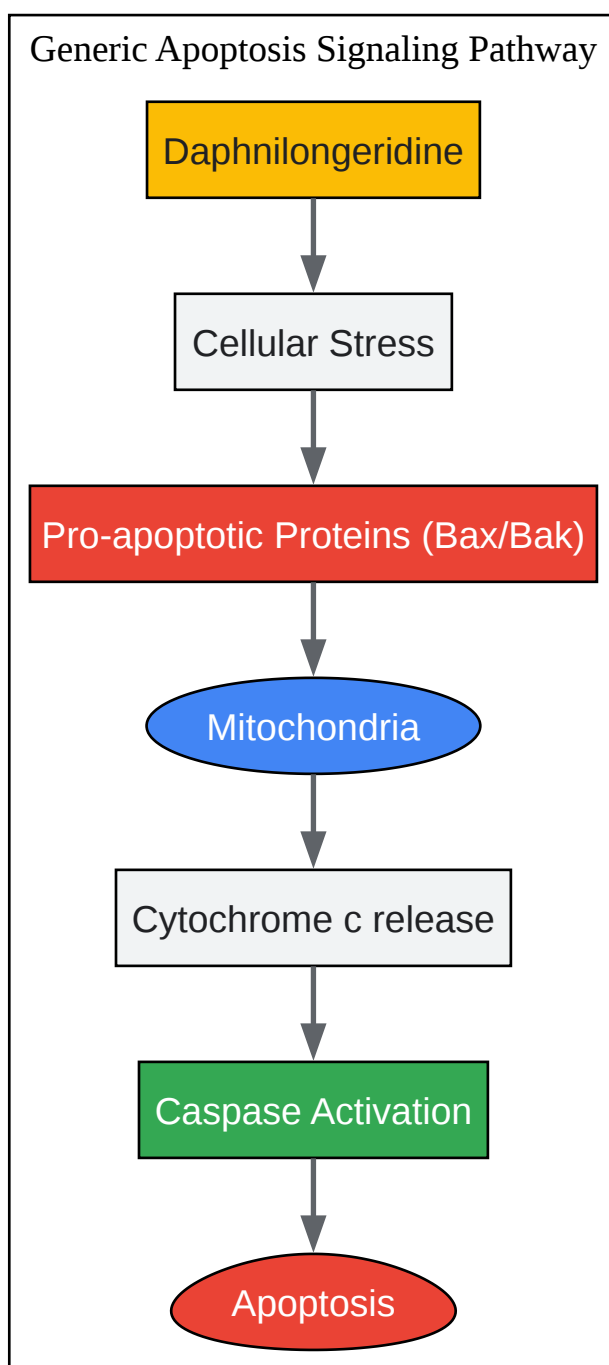 Generic Apoptosis Signaling Pathway
Daphnilongeridine
Cellular Stress
Pro-apoptotic Proteins (Bax/Bak)
Mitochondria
Cytochrome c release
Caspase Activation
Apoptosis